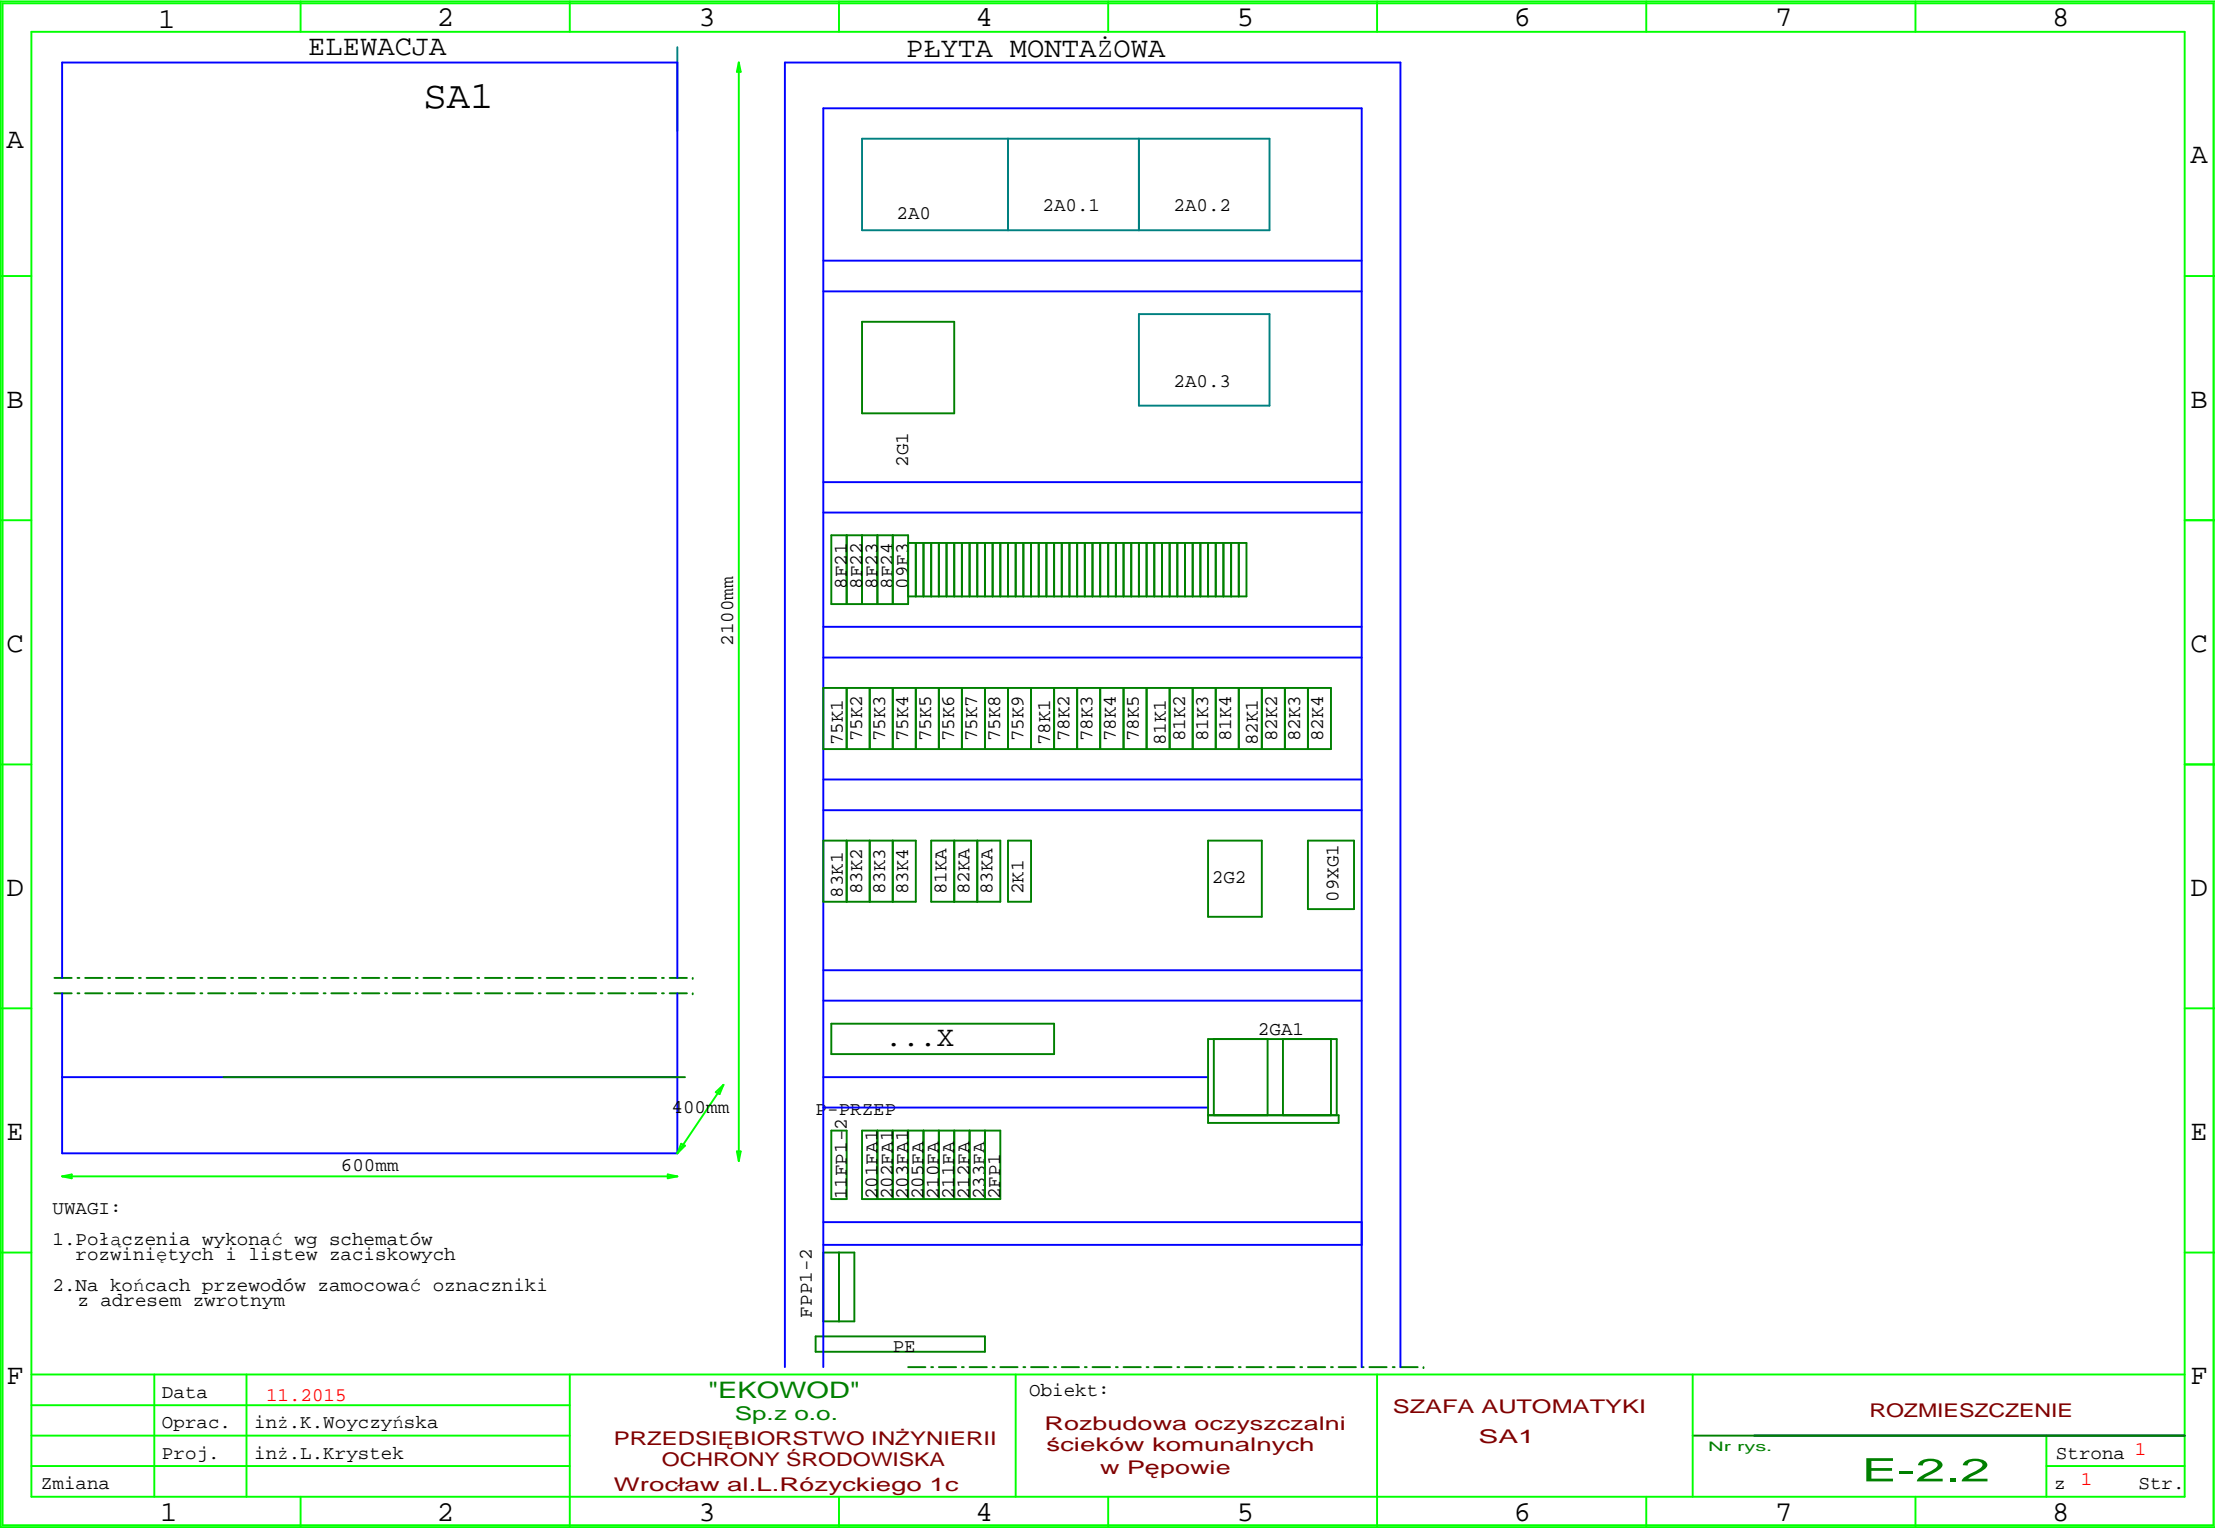 1 2 3 4 5 6 7 8
ELEWACJA
PŁYTA MONTAŻOWA
SA1
A
A
2A0
2A0.1
2A0.2
B
B
2A0.3
2G1
8F21
8F22
8F23
8F24
09F3
2100mm
C
C
75K1
75K2
75K3
75K4
75K5
75K6
75K7
75K8
75K9
78K1
78K2
78K3
78K4
78K5
81K1
81K2
81K3
81K4
82K1
82K2
82K3
82K4
D
D
83K1
83K2
83K3
83K4
81KA
82KA
83KA
2K1
2G2
09XG1
...X
2GA1
400mm
P-PRZEP
E
E
11FP1-2
201FA1
202FA1
203FA1
205FA
210FA
211FA
212FA
233FA
2FP1
600mm
UWAGI:
1.Połączenia wykonać wg schematów
rozwiniętych i listew zaciskowych
2.Na końcach przewodów zamocować oznaczniki
z adresem zwrotnym
FPP1-2
PE
F
F
Data 11.2015
Oprac. inż.K.Woyczyńska
Proj. inż.L.Krystek
Zmiana
"EKOWOD"
Sp.z o.o.
PRZEDSIĘBIORSTWO INŻYNIERII
OCHRONY ŚRODOWISKA
Wrocław al.L.Rózyckiego 1c
Obiekt:
Rozbudowa oczyszczalni
ścieków komunalnych
w Pępowie
SZAFA AUTOMATYKI
SA1
ROZMIESZCZENIE
Nr rys.
E-2.2
Strona 1
z 1 Str.
1 2 3 4 5 6 7 8